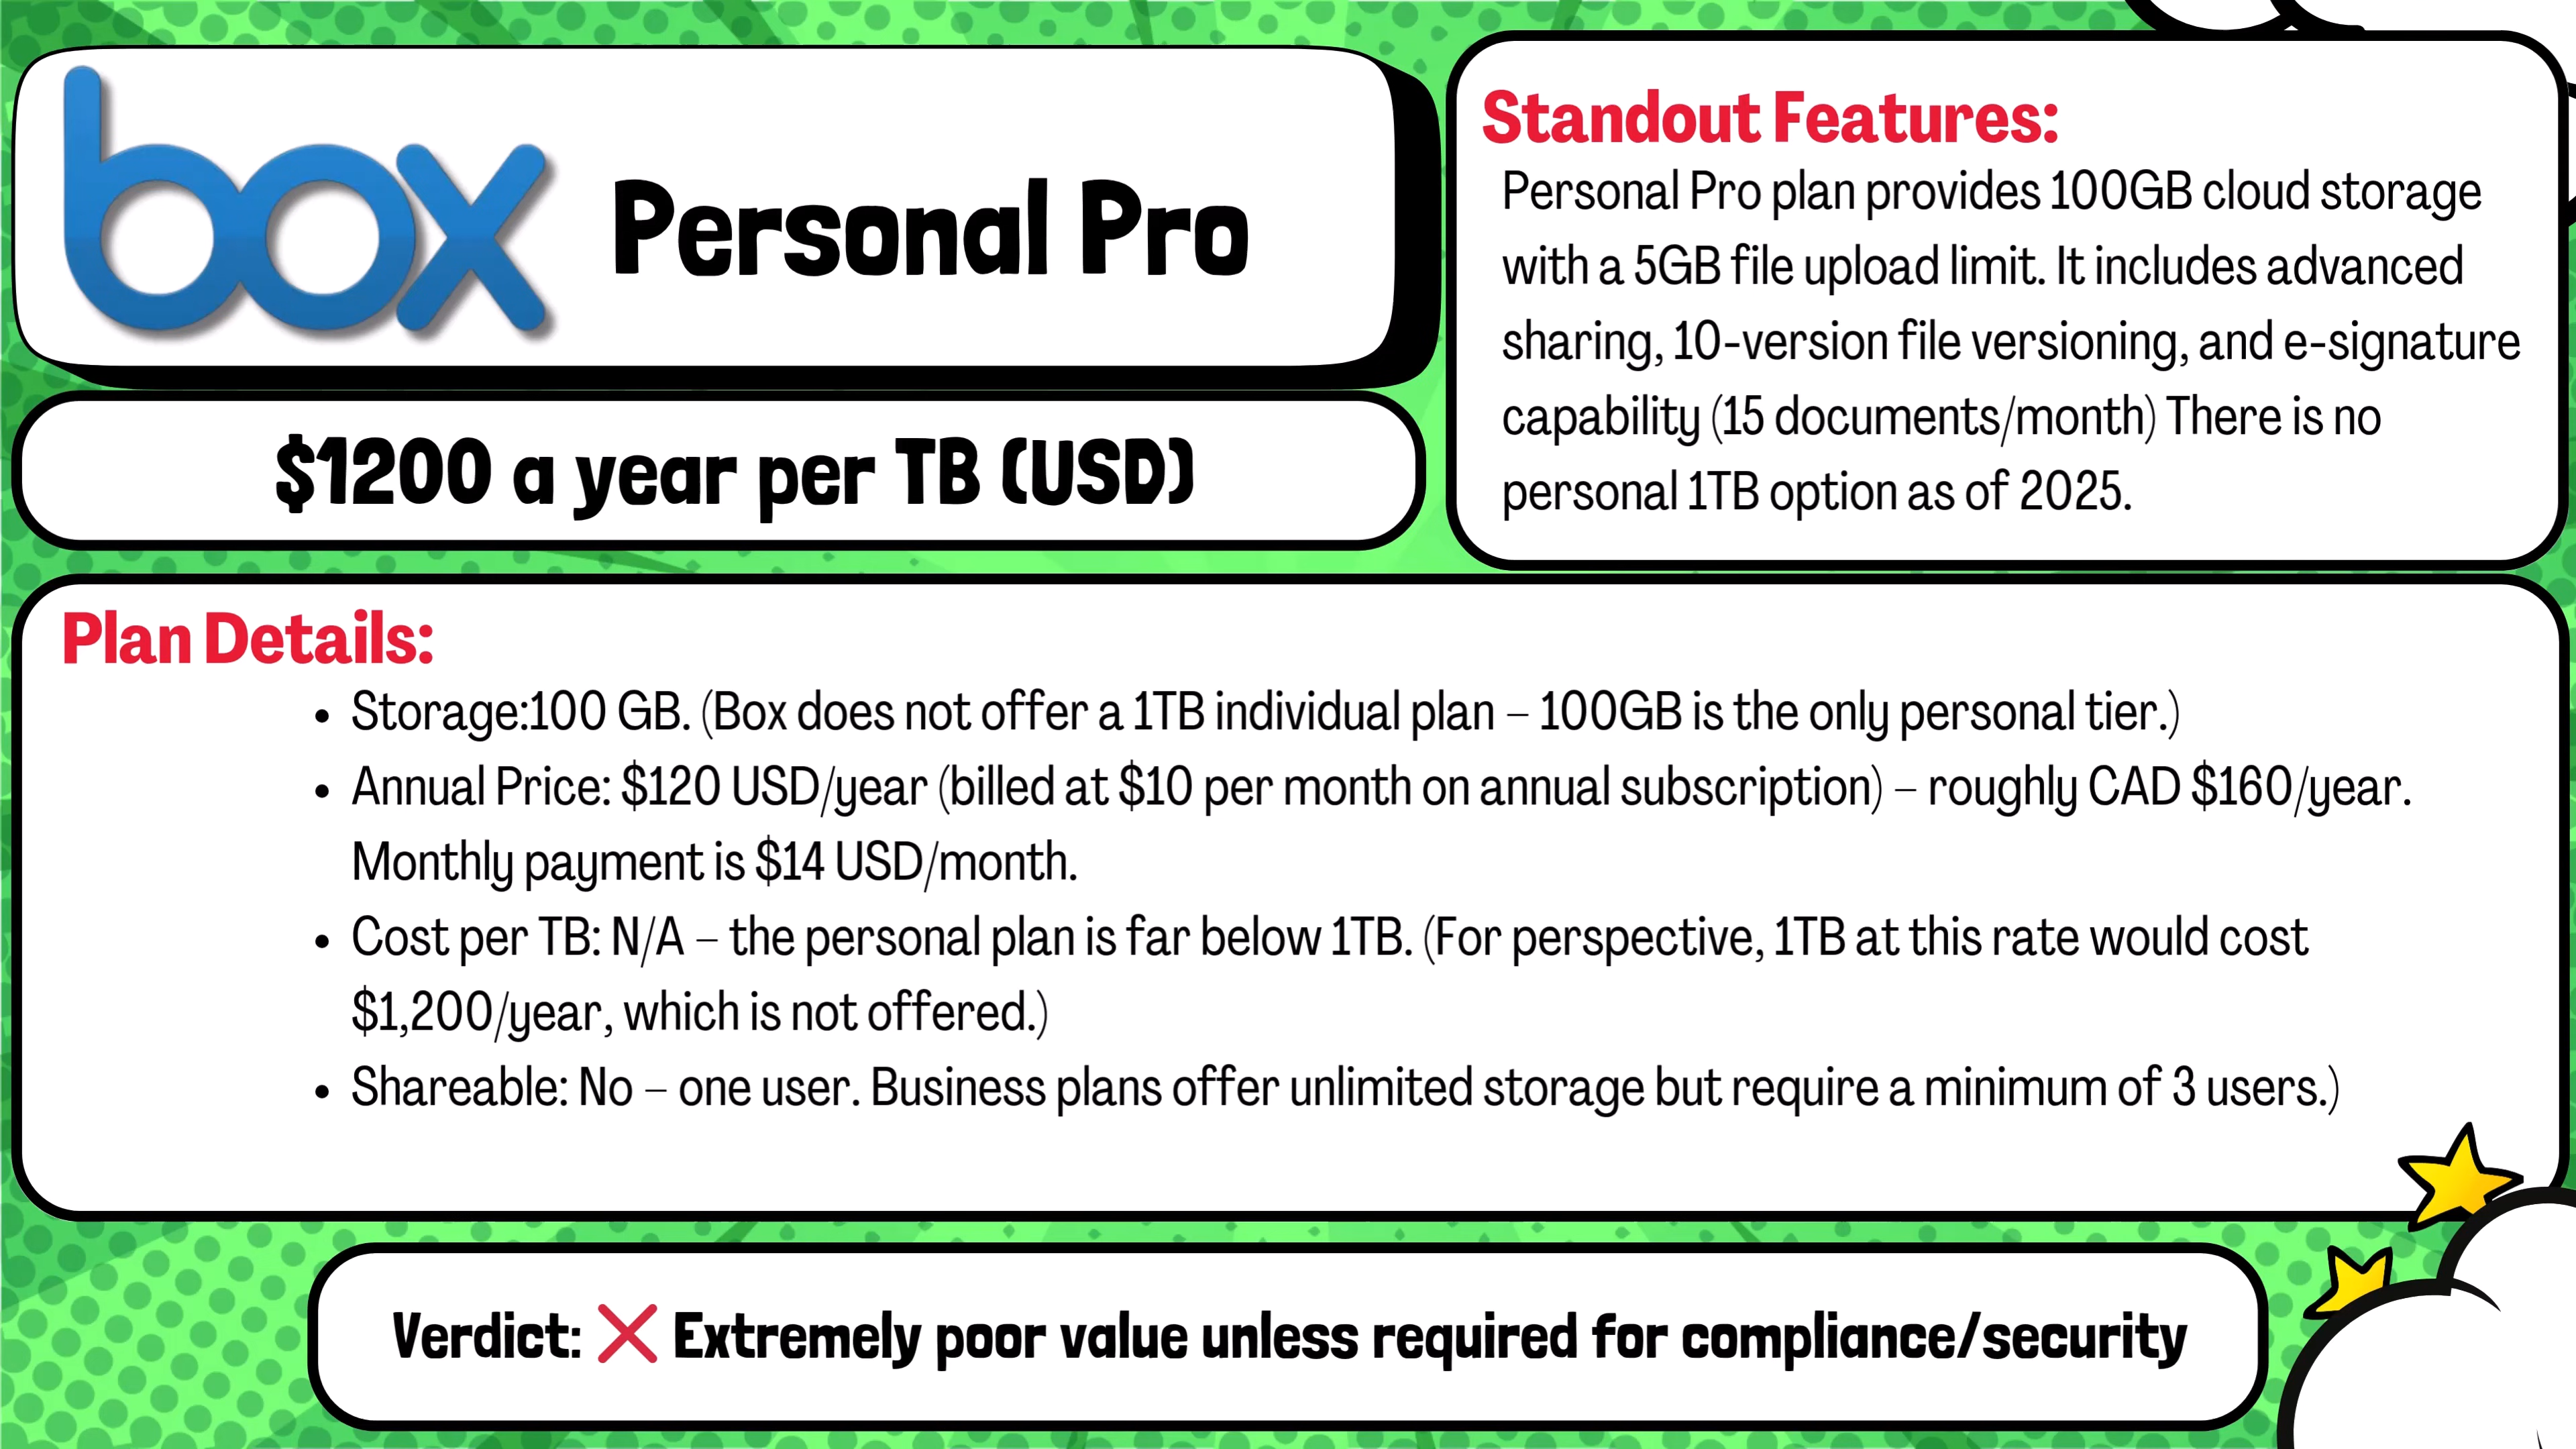 box Personal Pro
$1200 a year per TB (USD)
Standout Features:
Personal Pro plan provides 100GB cloud storage
with a 5GB file upload limit. It includes advanced
sharing, 10-version file versioning, and e-signature
capability (15 documents/month) There is no
personal 1TB option as of 2025.
Plan Details:
• Storage:100 GB. (Box does not offer a 1TB individual plan – 100GB is the only personal tier.)
• Annual Price: $120 USD/year (billed at $10 per month on annual subscription) – roughly CAD $160/year.
Monthly payment is $14 USD/month.
• Cost per TB: N/A – the personal plan is far below 1TB. (For perspective, 1TB at this rate would cost
$1,200/year, which is not offered.)
• Shareable: No – one user. Business plans offer unlimited storage but require a minimum of 3 users.)
Verdict: ❌ Extremely poor value unless required for compliance/security